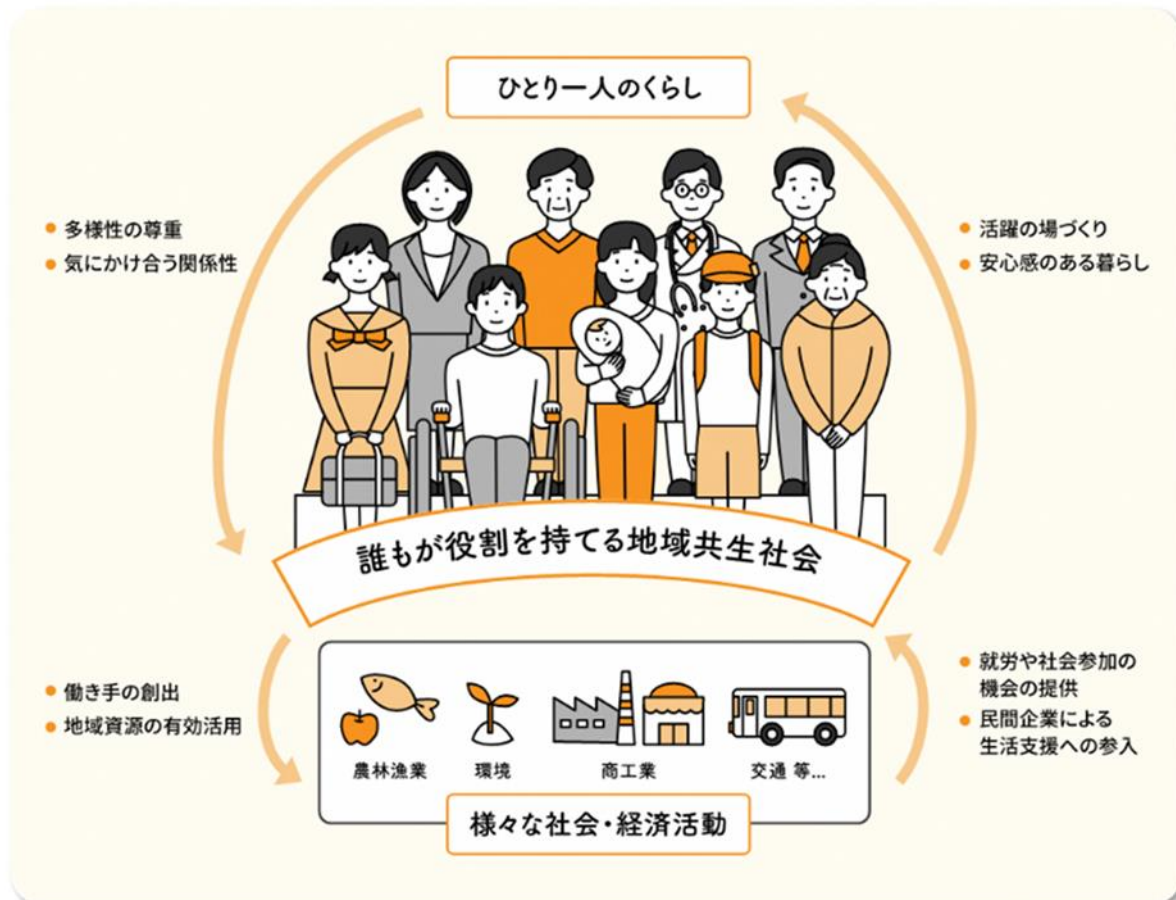 ひとり一人のくらし
● 多様性の尊重
● 気にかけ合う関係性
● 活躍の場づくり
● 安心感のある暮らし
誰もが役割を持てる地域共生社会
● 働き手の創出
● 地域資源の有効活用
● 就労や社会参加の
機会の提供
● 民間企業による
生活支援への参入
農林漁業 環境 商工業 交通 等...
様々な社会・経済活動